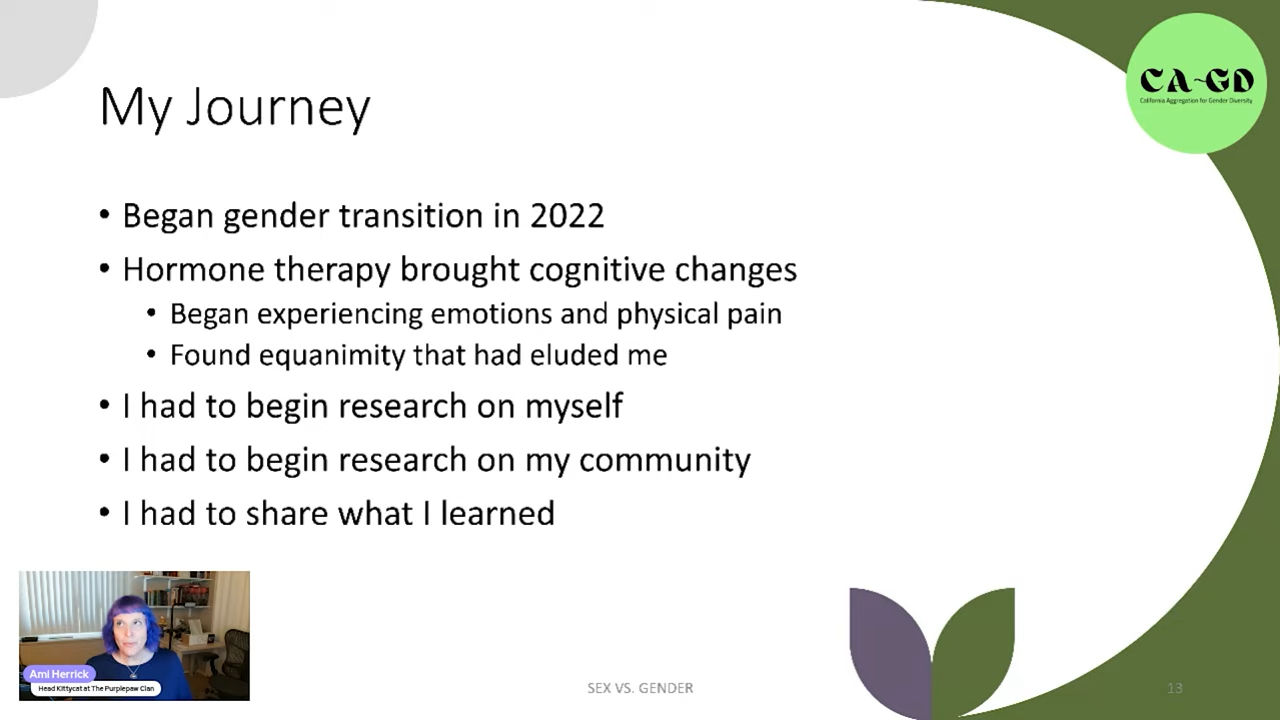 CA~GD
California Aggregation for Gender Diversity
My Journey
• Began gender transition in 2022
• Hormone therapy brought cognitive changes
• Began experiencing emotions and physical pain
• Found equanimity that had eluded me
• I had to begin research on myself
• I had to begin research on my community
• I had to share what I learned
Ami Herrick
Head Kittycat at The Purplepaw Clan
SEX VS. GENDER
13